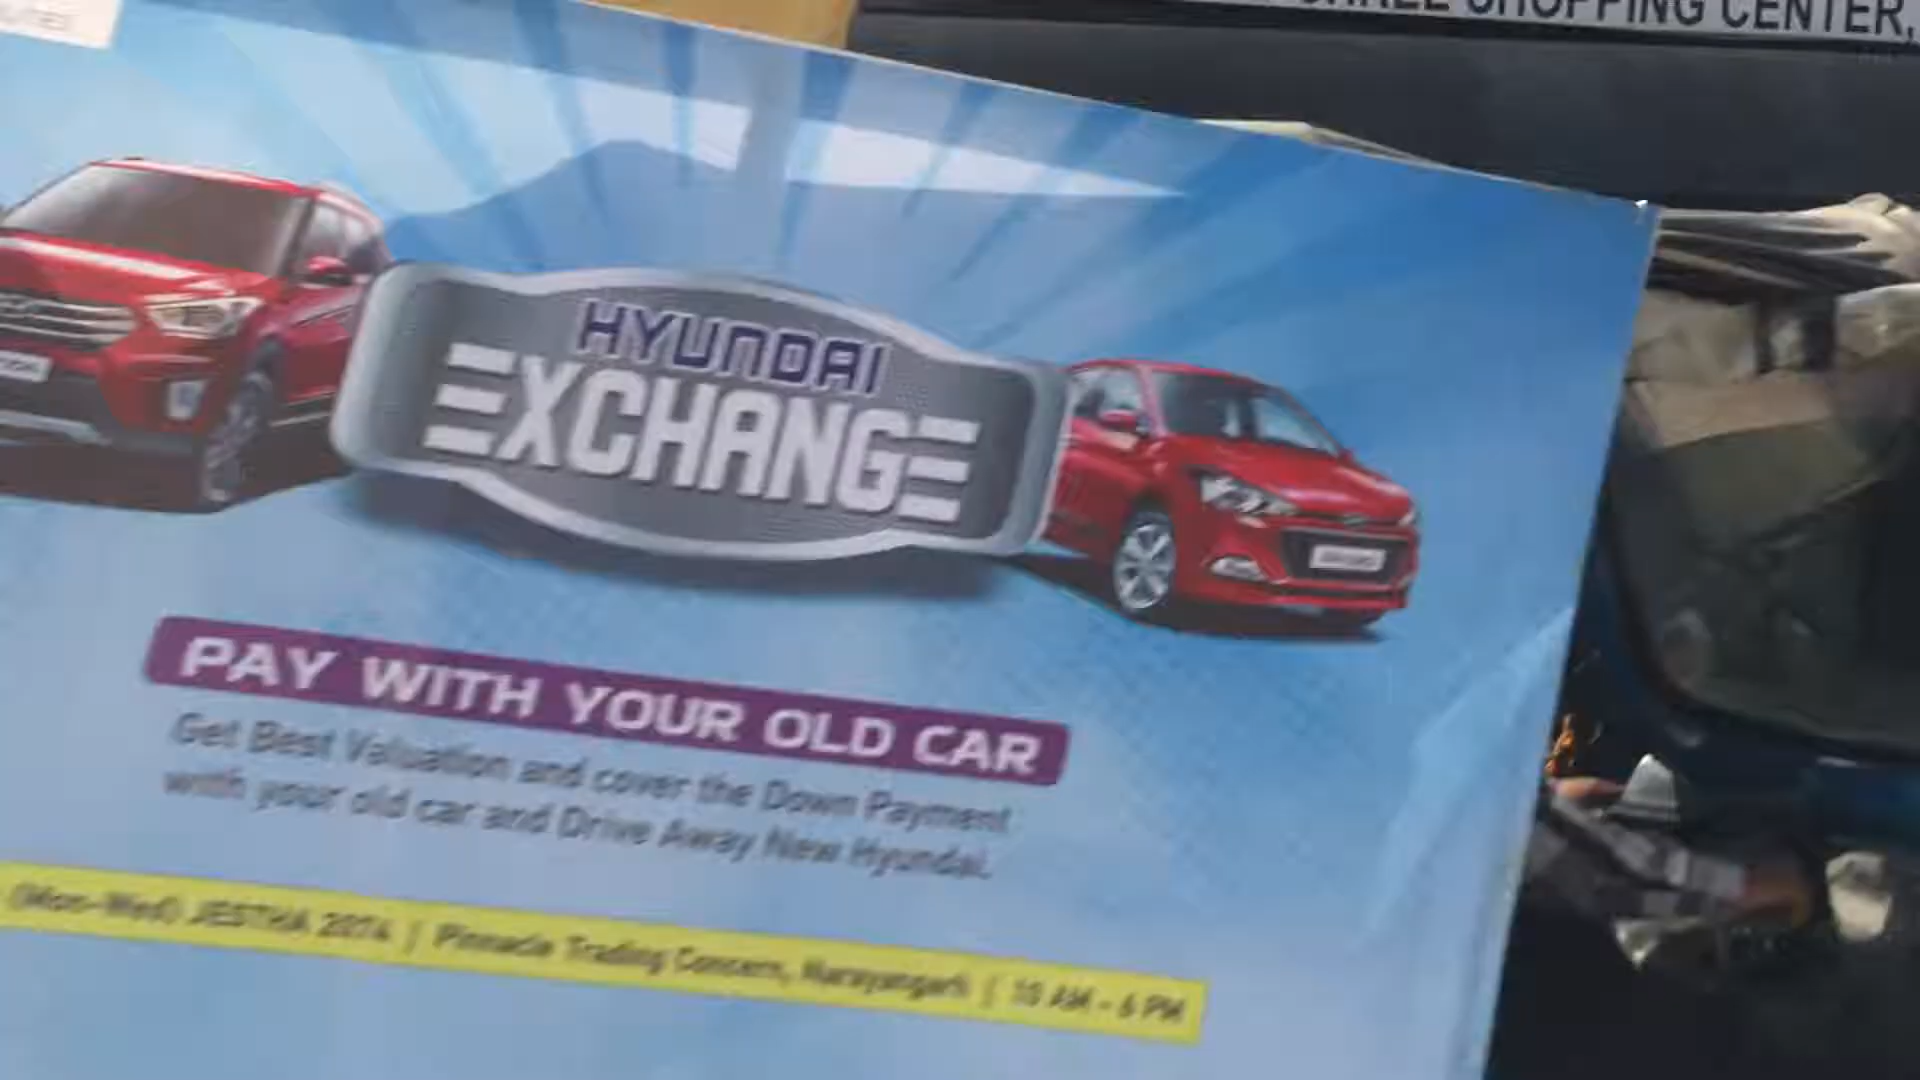 SHOPPING CENTER,
HYUNDAI
EXCHANGE
PAY WITH YOUR OLD CAR
Get Best Valuation and cover the Down Payment
with your old car and Drive Away New Hyundai.
(Mon-Wed) JESTHA 2074 | Pinnacle Trading Concern, Narayangarh | 10 AM - 6 PM